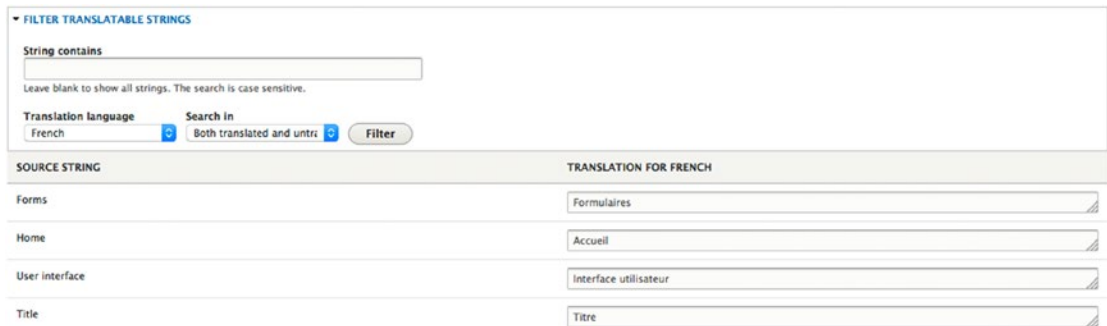 FILTER TRANSLATABLE STRINGS
String contains
Leave blank to show all strings. The search is case sensitive.
Translation language Search in
French Both translated and untra Filter
SOURCE STRING TRANSLATION FOR FRENCH
Forms Formulaires
Home Accueil
User interface Interface utilisateur
Title Titre